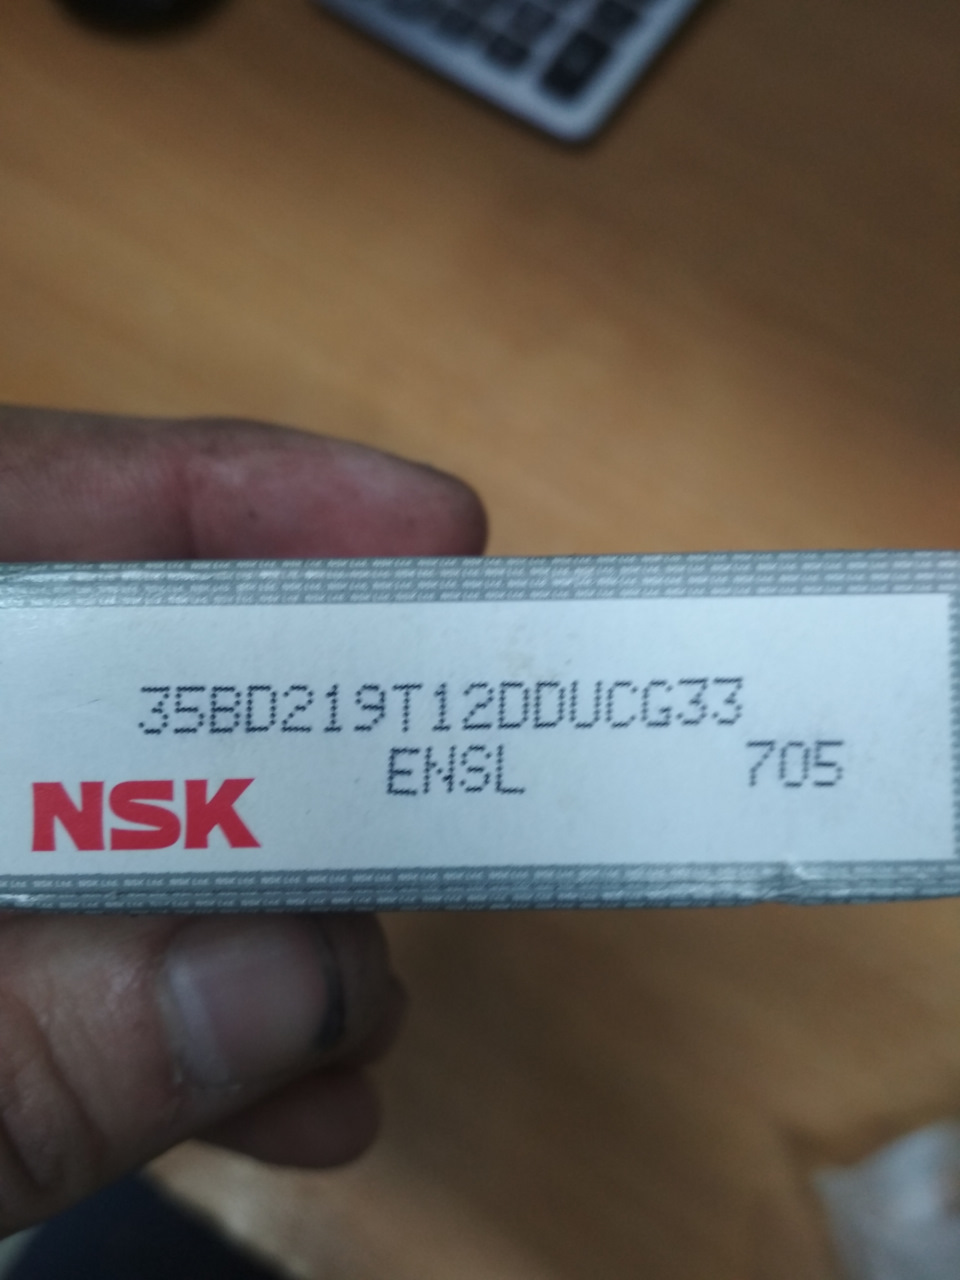 35BD219T12DDUCG33
ENSL 705
NSK